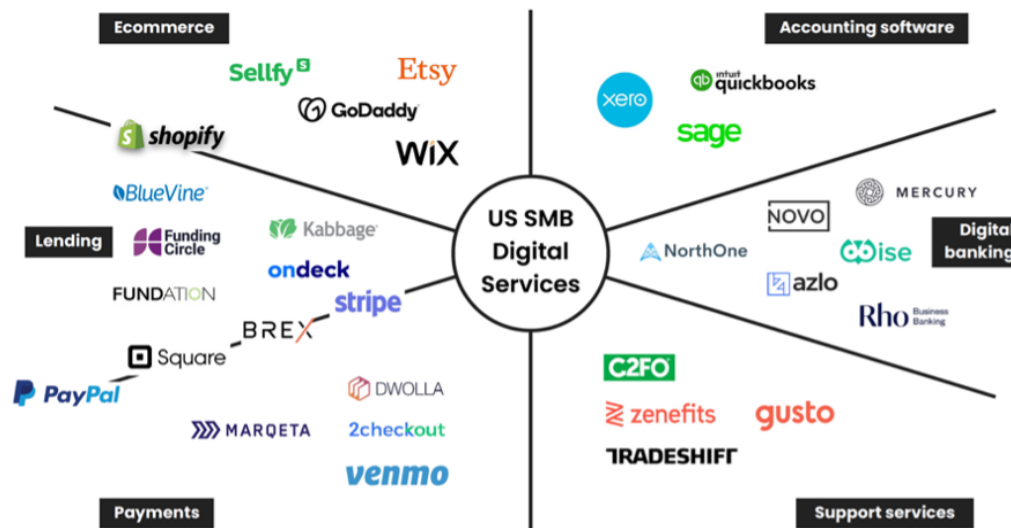 Ecommerce
Accounting software
Sellfy S
Etsy
GoDaddy
shopify
WiX
xero
qb intuit quickbooks
sage
BlueVine
Lending
Funding
Circle
Kabbage
ondeck
FUNDATION
stripe
BREX
Square
PayPal
US SMB
Digital
Services
MERCURY
NOVO
NorthOne
Digital
banking
oise
azlo
Rho Business
Banking
DWOLLA
MARQETA
2checkout
venmo
Payments
C2FO
zenefits
gusto
TRADESHIFT
Support services